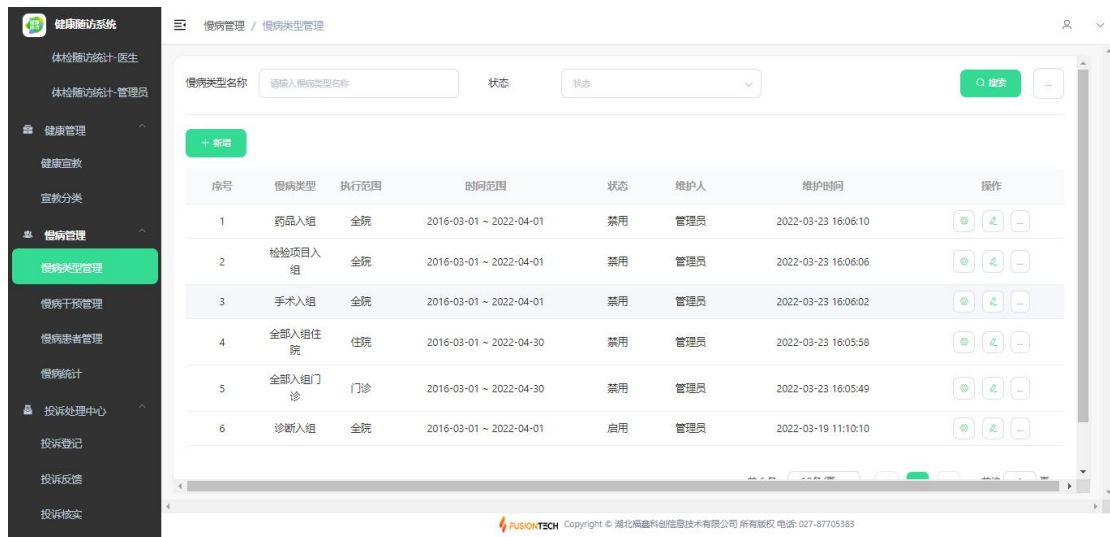 健康随访系统
慢病管理 / 慢病类型管理
体检随访统计-医生
体检随访统计-管理员
健康管理
健康宣教
宣教分类
慢病管理
慢病类型管理
慢病干预管理
慢病患者管理
慢病统计
投诉处理中心
投诉登记
投诉反馈
投诉核实
慢病类型名称 请输入慢病类型名称 状态 状态 搜索 ...
+ 新增
序号 慢病类型 执行范围 时间范围 状态 维护人 维护时间 操作
1 药品入组 全院 2016-03-01 ~ 2022-04-01 禁用 管理员 2022-03-23 16:06:10 ...
2 检验项目入组 全院 2016-03-01 ~ 2022-04-01 禁用 管理员 2022-03-23 16:06:06 ...
3 手术入组 全院 2016-03-01 ~ 2022-04-01 禁用 管理员 2022-03-23 16:06:02 ...
4 全部入组住院 住院 2016-03-01 ~ 2022-04-30 禁用 管理员 2022-03-23 16:05:58 ...
5 全部入组门诊 门诊 2016-03-01 ~ 2022-04-30 禁用 管理员 2022-03-23 16:05:49 ...
6 诊断入组 全院 2016-03-01 ~ 2022-04-01 启用 管理员 2022-03-19 11:10:10 ...
FUSIONTECH Copyright © 湖北福鑫科创信息技术有限公司 所有版权 电话: 027-87705383